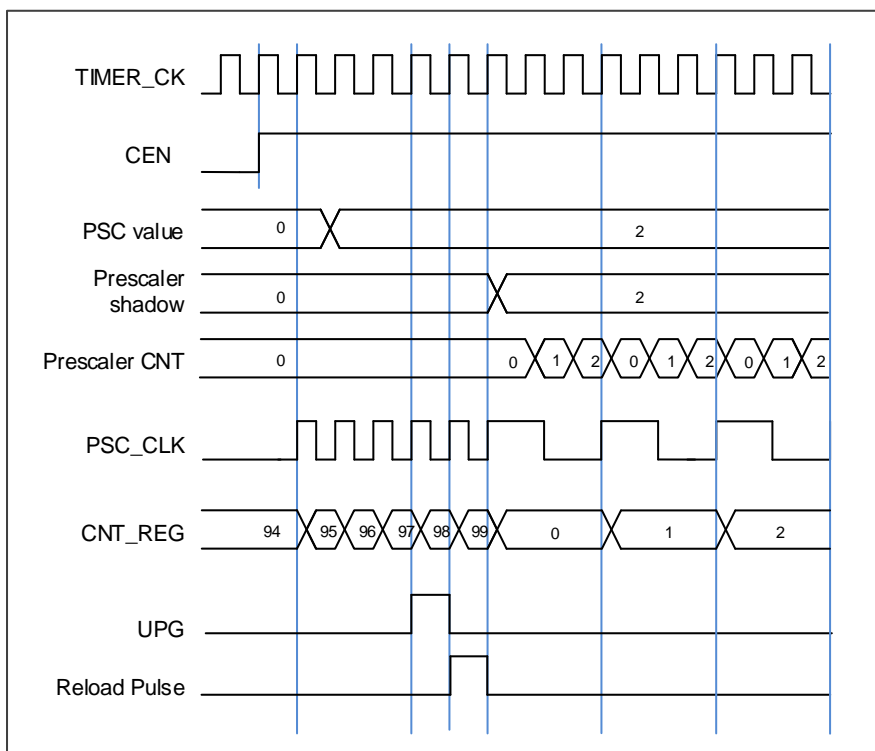 TIMER_CK
CEN
PSC value 0 2
Prescaler
shadow 0 2
Prescaler CNT 0 0 1 2 0 1 2 0 1 2
PSC_CLK
CNT_REG 94 95 96 97 98 99 0 1 2
UPG
Reload Pulse